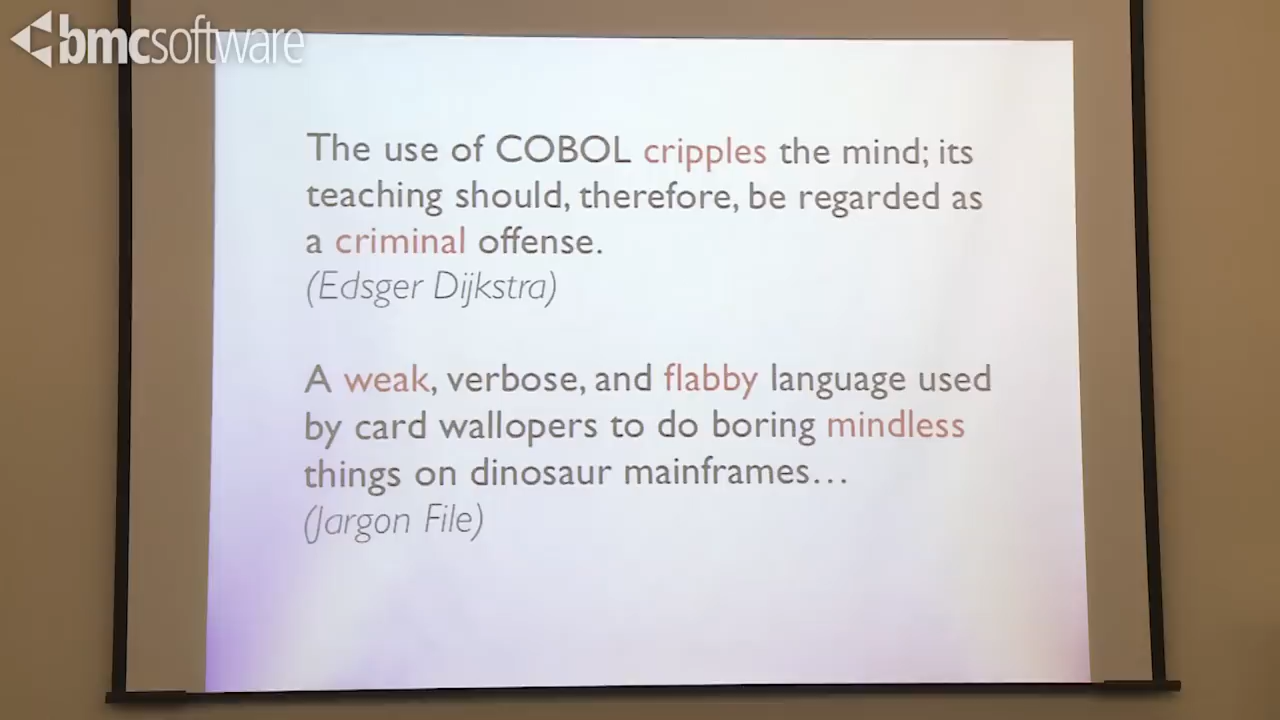 bmcsoftware
The use of COBOL cripples the mind; its
teaching should, therefore, be regarded as
a criminal offense.
(Edsger Dijkstra)
A weak, verbose, and flabby language used
by card wallopers to do boring mindless
things on dinosaur mainframes…
(Jargon File)